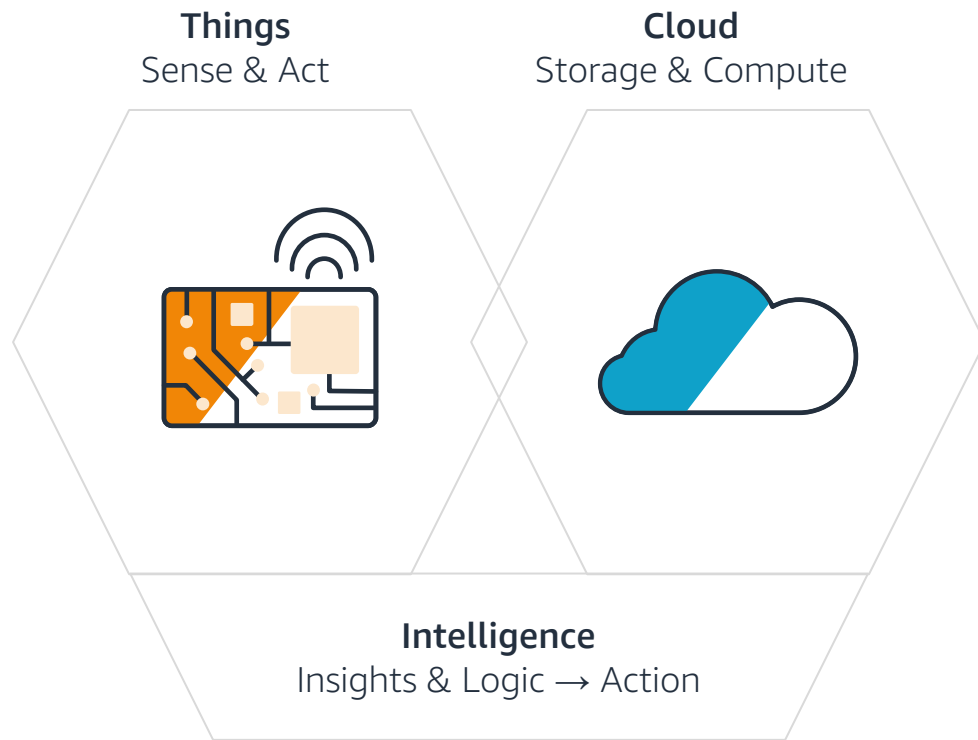 Things
Sense & Act
Cloud
Storage & Compute
Intelligence
Insights & Logic → Action